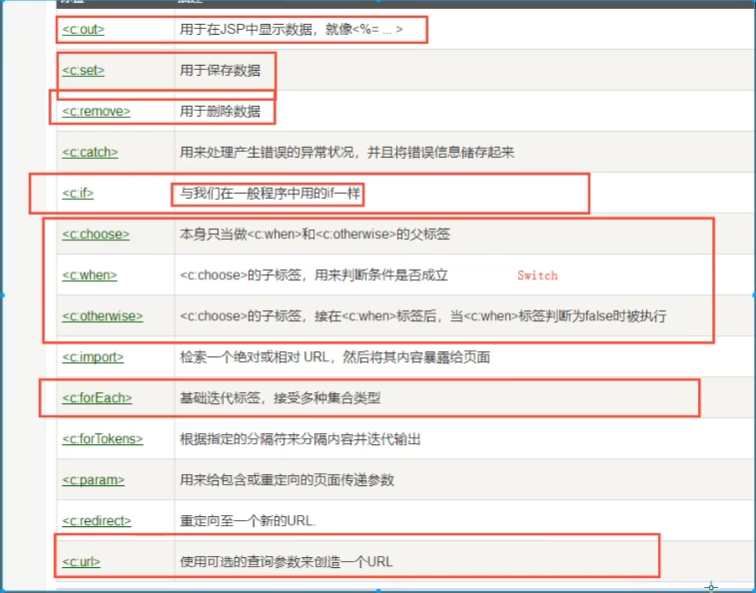 <c:out> 用于在JSP中显示数据，就像<%= ... >
<c:set> 用于保存数据
<c:remove> 用于删除数据
<c:catch> 用来处理产生错误的异常状况，并且将错误信息储存起来
<c:if> 与我们在一般程序中用的if一样
<c:choose> 本身只当做<c:when>和<c:otherwise>的父标签
<c:when> <c:choose>的子标签，用来判断条件是否成立 Switch
<c:otherwise> <c:choose>的子标签，接在<c:when>标签后，当<c:when>标签判断为false时被执行
<c:import> 检索一个绝对或相对 URL，然后将其内容暴露给页面
<c:forEach> 基础迭代标签，接受多种集合类型
<c:forTokens> 根据指定的分隔符来分隔内容并迭代输出
<c:param> 用来给包含或重定向的页面传递参数
<c:redirect> 重定向至一个新的URL.
<c:url> 使用可选的查询参数来创造一个URL